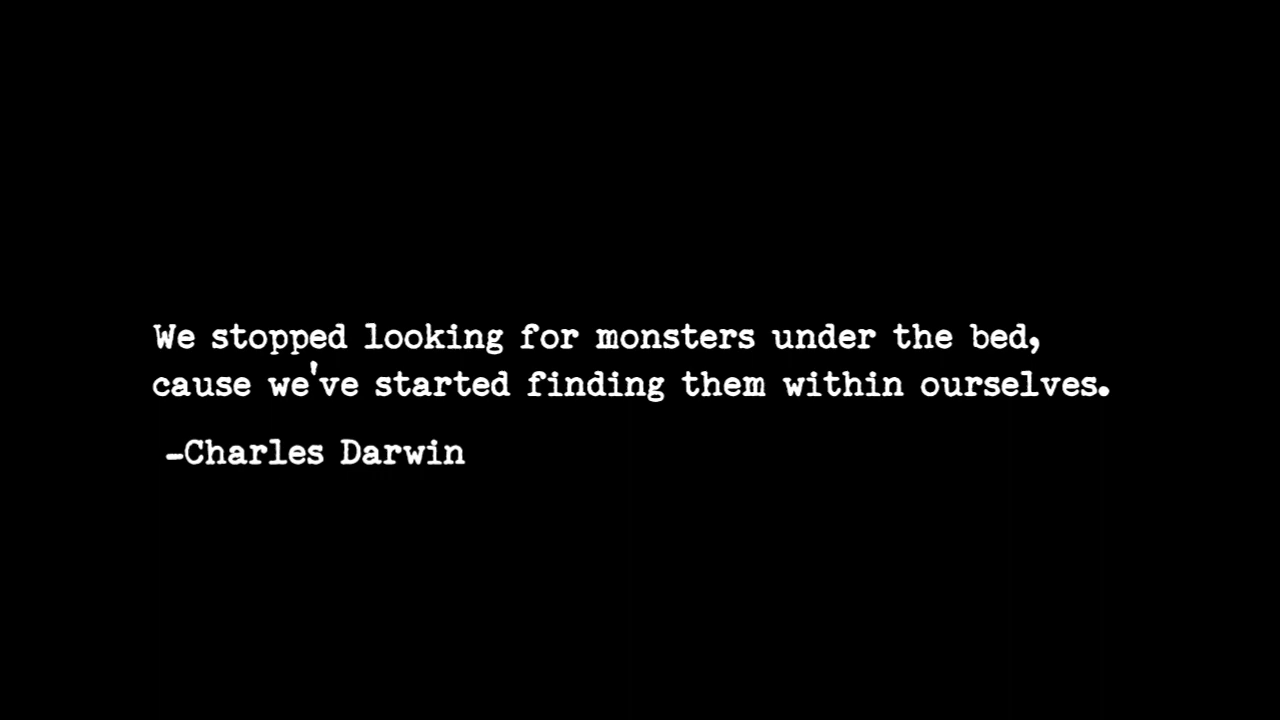 We stopped looking for monsters under the bed,
cause we've started finding them within ourselves.
-Charles Darwin